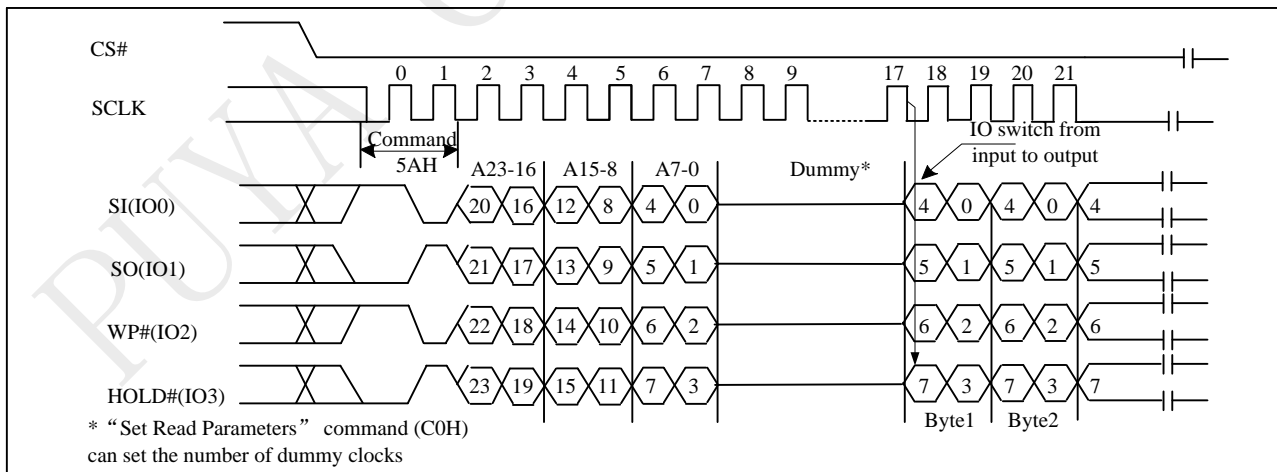 CS#
0 1 2 3 4 5 6 7 8 9 17 18 19 20 21
SCLK
Command
5AH
IO switch from
input to output
A23-16 A15-8 A7-0 Dummy*
SI(IO0) 20 16 12 8 4 0 4 0 4 0 4
SO(IO1) 21 17 13 9 5 1 5 1 5 1 5
WP#(IO2) 22 18 14 10 6 2 6 2 6 2 6
HOLD#(IO3) 23 19 15 11 7 3 7 3 7 3 7
Byte1 Byte2
* “Set Read Parameters” command (C0H)
can set the number of dummy clocks
PUYA